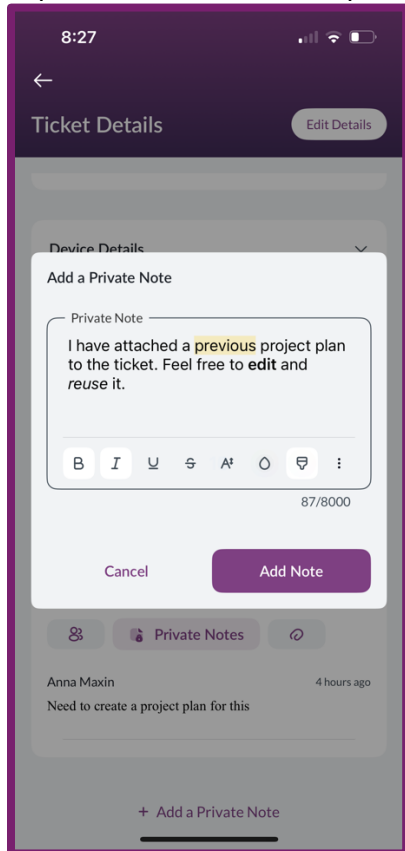 8:27
Ticket Details
Edit Details
Device Details
Add a Private Note
Private Note
I have attached a previous project plan
to the ticket. Feel free to edit and
reuse it.
B I U S A
87/8000
Cancel
Add Note
Private Notes
Anna Maxin
4 hours ago
Need to create a project plan for this
+ Add a Private Note